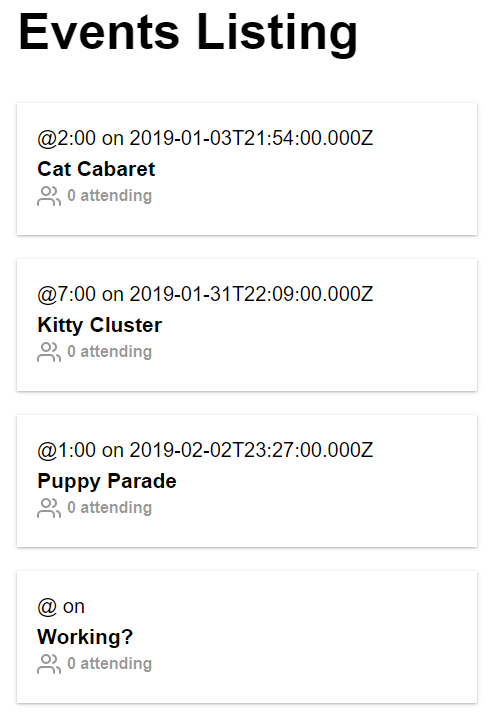 Events Listing
@2:00 on 2019-01-03T21:54:00.000Z
Cat Cabaret
0 attending
@7:00 on 2019-01-31T22:09:00.000Z
Kitty Cluster
0 attending
@1:00 on 2019-02-02T23:27:00.000Z
Puppy Parade
0 attending
@ on
Working?
0 attending